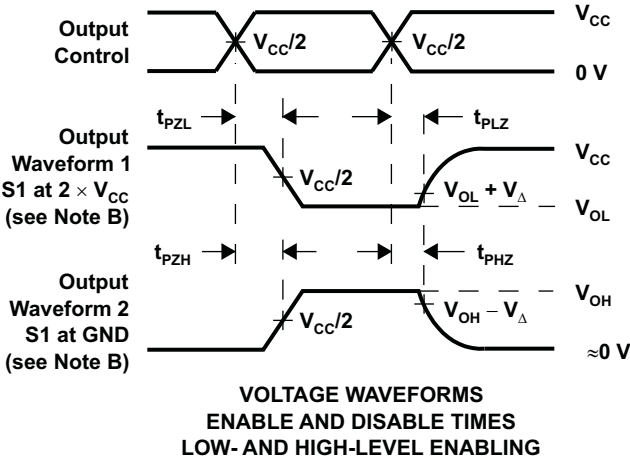 Output
Control
V_CC/2
V_CC/2
V_CC
0 V
t_PZL
t_PLZ
Output
Waveform 1
S1 at 2 × V_CC
(see Note B)
V_CC/2
V_OL + V_Δ
V_CC
V_OL
t_PZH
t_PHZ
Output
Waveform 2
S1 at GND
(see Note B)
V_CC/2
V_OH − V_Δ
V_OH
≈0 V
VOLTAGE WAVEFORMS
ENABLE AND DISABLE TIMES
LOW- AND HIGH-LEVEL ENABLING